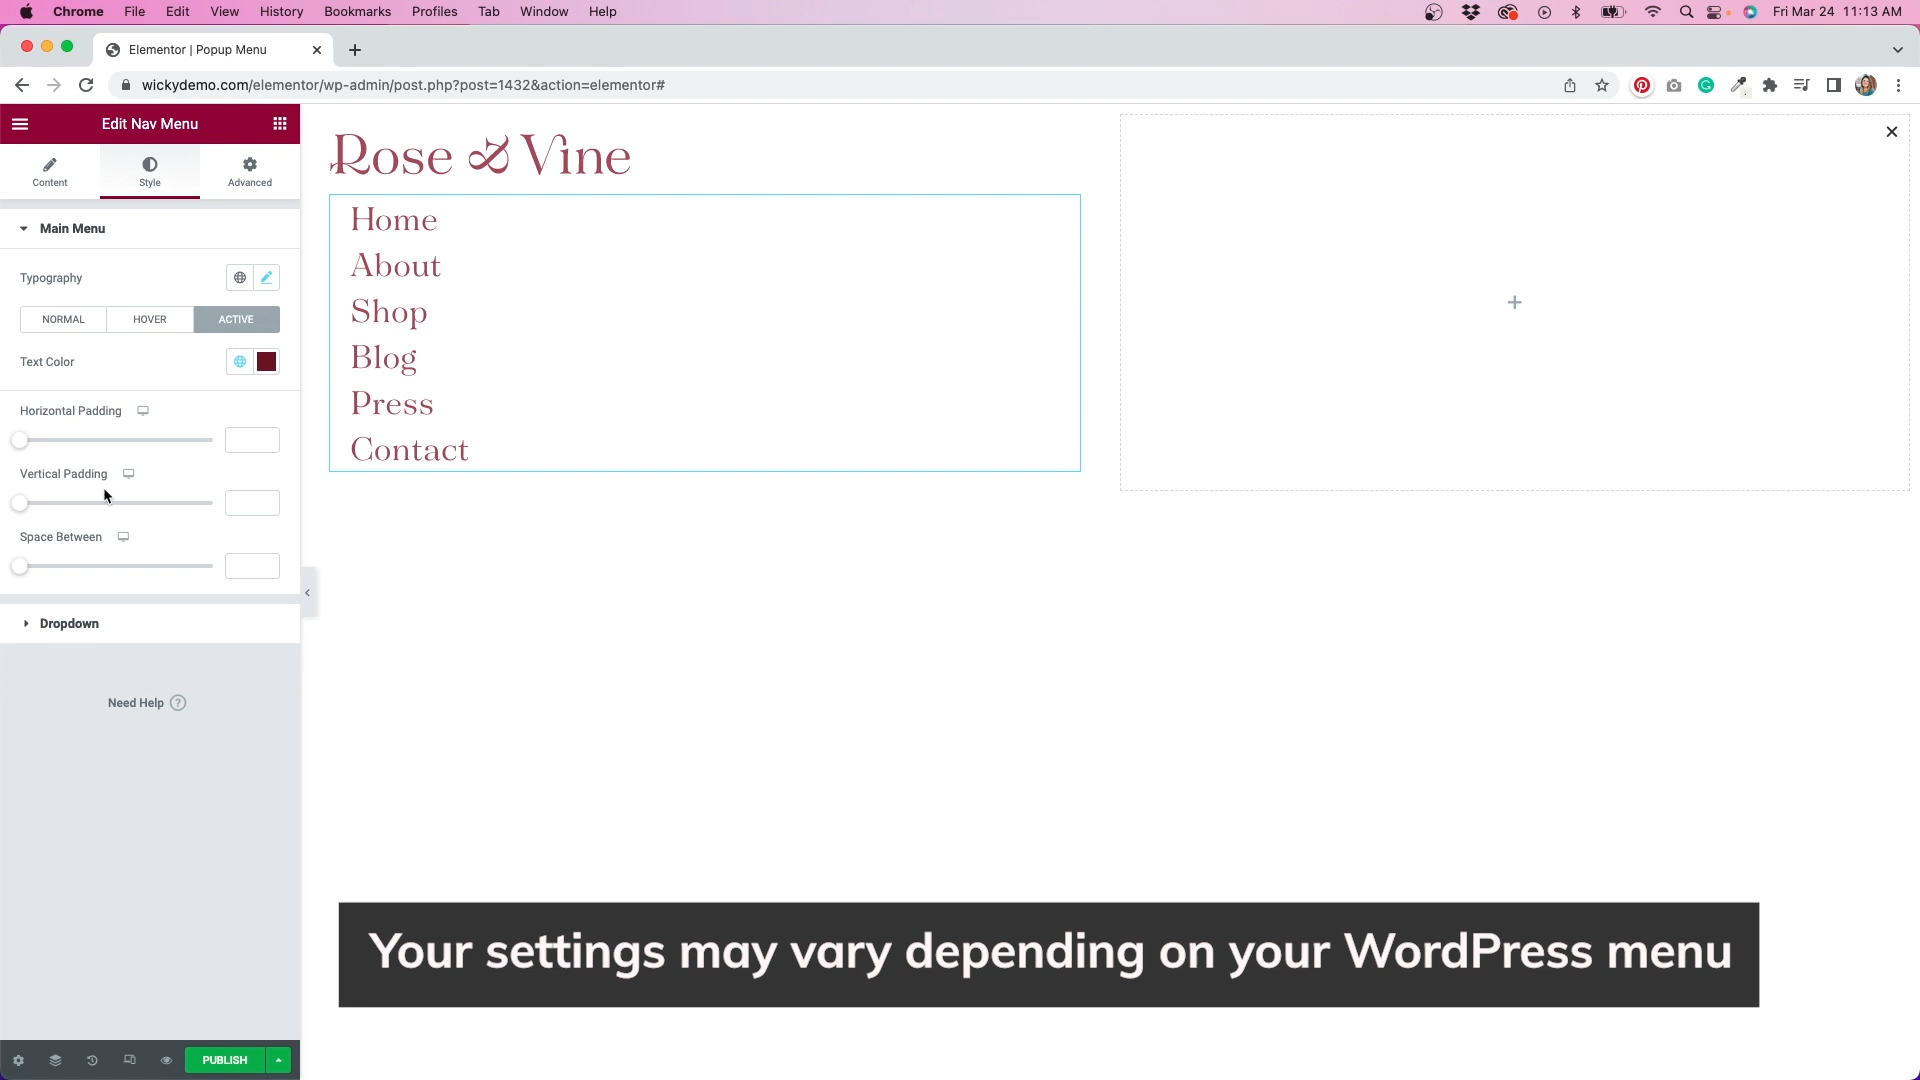 Chrome File Edit View History Bookmarks Profiles Tab Window Help Fri Mar 24 11:13 AM
Elementor | Popup Menu
wickydemo.com/elementor/wp-admin/post.php?post=1432&action=elementor#
Edit Nav Menu
Content Style Advanced
Main Menu
Typography
NORMAL HOVER ACTIVE
Text Color
Horizontal Padding
Vertical Padding
Space Between
Dropdown
Need Help ?
PUBLISH
Rose & Vine
Home
About
Shop
Blog
Press
Contact
Your settings may vary depending on your WordPress menu